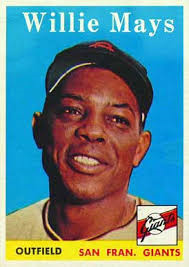 Willie Mays
Giants
OUTFIELD
SAN FRAN. GIANTS